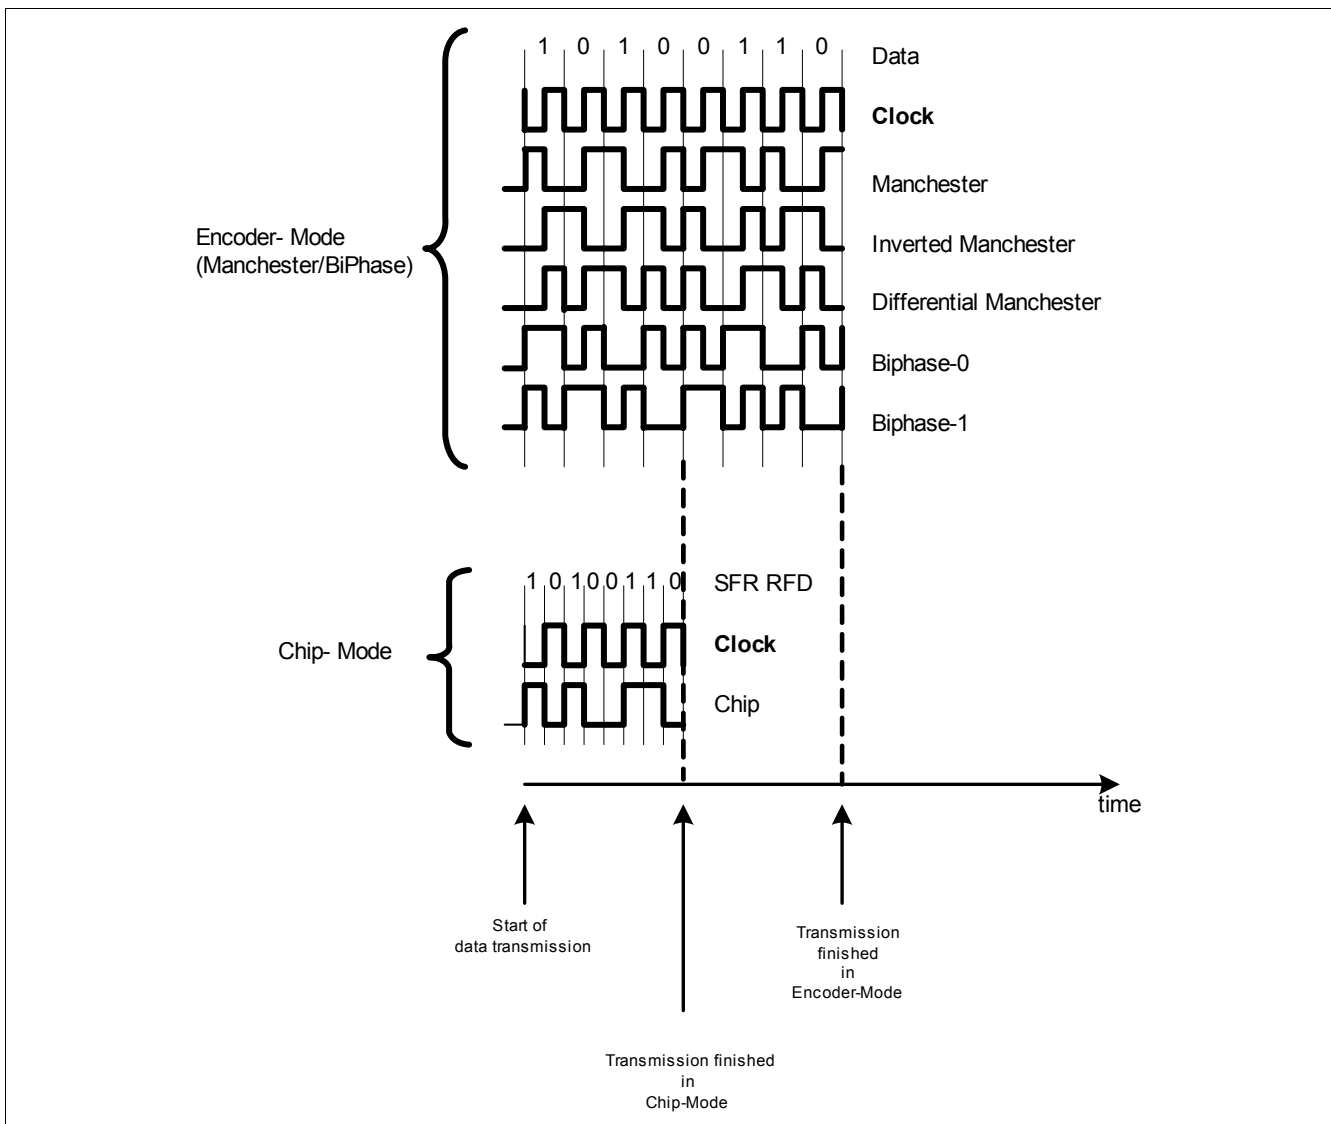 1 0 1 0 0 1 1 0 Data
Clock
Manchester
Inverted Manchester
Encoder- Mode
(Manchester/BiPhase)
Differential Manchester
Biphase-0
Biphase-1
1 0 1 0 0 1 1 0 SFR RFD
Clock
Chip- Mode
Chip
time
Start of
data transmission
Transmission
finished
in
Encoder-Mode
Transmission finished
in
Chip-Mode